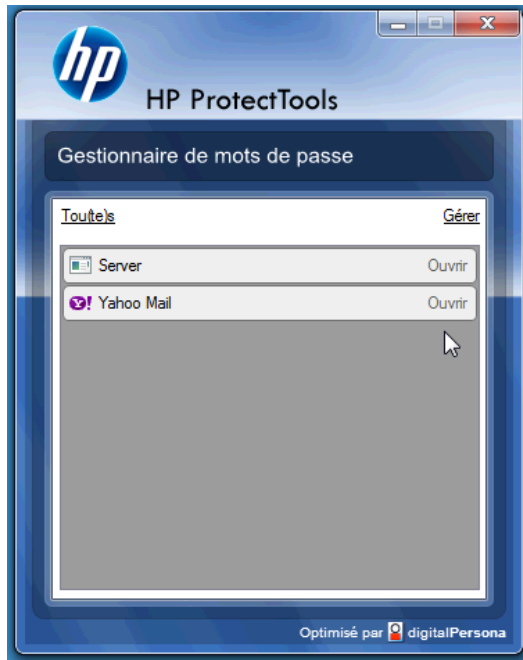 hp
HP ProtectTools
Gestionnaire de mots de passe
Tou(te)s Gérer
Server Ouvrir
Y! Yahoo Mail Ouvrir
Optimisé par digitalPersona